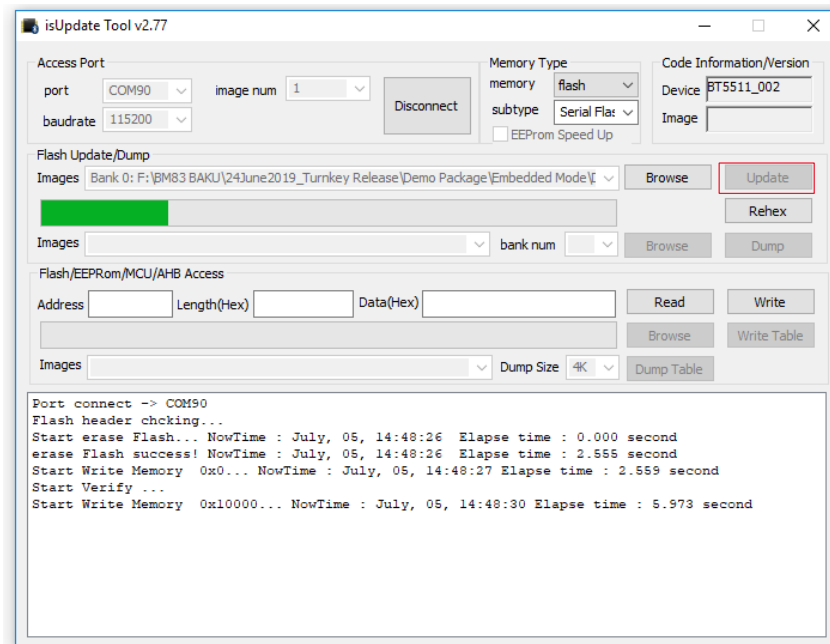 isUpdate Tool v2.77
Access Port
port COM90 image num 1
baudrate 115200
Disconnect
Memory Type
memory flash
subtype Serial Flas
EEProm Speed Up
Code Information/Version
Device BT5511_002
Image
Flash Update/Dump
Images Bank 0: F:\BM83 BAKU\24June2019_Turnkey Release\Demo Package\Embedded Mode\D Browse Update
Rehex
Images bank num Browse Dump
Flash/EEPRom/MCU/AHB Access
Address Length(Hex) Data(Hex) Read Write
Browse Write Table
Images Dump Size 4K Dump Table
Port connect -> COM90
Flash header chcking...
Start erase Flash... NowTime : July, 05, 14:48:26 Elapse time : 0.000 second
erase Flash success! NowTime : July, 05, 14:48:26 Elapse time : 2.555 second
Start Write Memory 0x0... NowTime : July, 05, 14:48:27 Elapse time : 2.559 second
Start Verify ...
Start Write Memory 0x10000... NowTime : July, 05, 14:48:30 Elapse time : 5.973 second